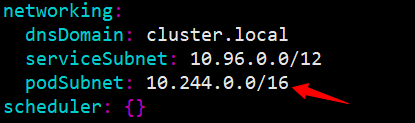 networking:
  dnsDomain: cluster.local
  serviceSubnet: 10.96.0.0/12
  podSubnet: 10.244.0.0/16
scheduler: {}